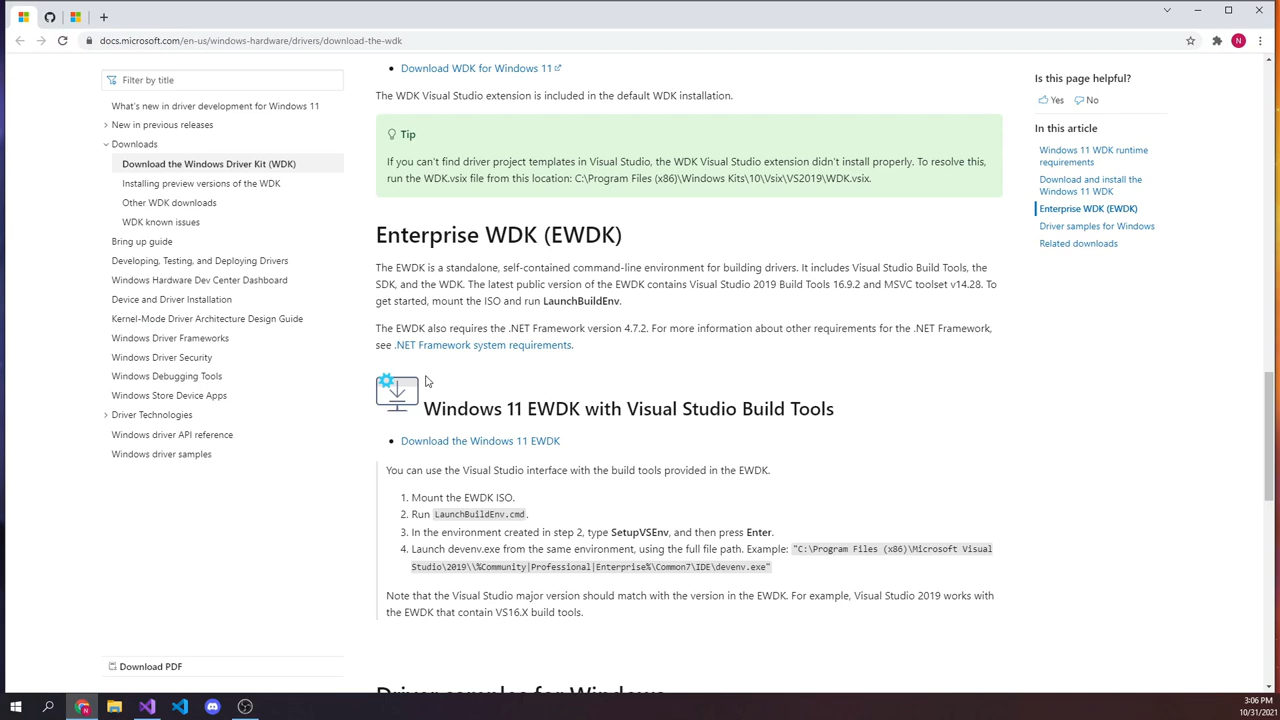 docs.microsoft.com/en-us/windows-hardware/drivers/download-the-wdk
N
Filter by title
What's new in driver development for Windows 11
New in previous releases
Downloads
Download the Windows Driver Kit (WDK)
Installing preview versions of the WDK
Other WDK downloads
WDK known issues
Bring up guide
Developing, Testing, and Deploying Drivers
Windows Hardware Dev Center Dashboard
Device and Driver Installation
Kernel-Mode Driver Architecture Design Guide
Windows Driver Frameworks
Windows Driver Security
Windows Debugging Tools
Windows Store Device Apps
Driver Technologies
Windows driver API reference
Windows driver samples
Download PDF
• Download WDK for Windows 11
The WDK Visual Studio extension is included in the default WDK installation.
Tip
If you can't find driver project templates in Visual Studio, the WDK Visual Studio extension didn't install properly. To resolve this,
run the WDK.vsix file from this location: C:\Program Files (x86)\Windows Kits\10\Vsix\VS2019\WDK.vsix.
Enterprise WDK (EWDK)
The EWDK is a standalone, self-contained command-line environment for building drivers. It includes Visual Studio Build Tools, the
SDK, and the WDK. The latest public version of the EWDK contains Visual Studio 2019 Build Tools 16.9.2 and MSVC toolset v14.28. To
get started, mount the ISO and run LaunchBuildEnv.
The EWDK also requires the .NET Framework version 4.7.2. For more information about other requirements for the .NET Framework,
see .NET Framework system requirements.
Windows 11 EWDK with Visual Studio Build Tools
• Download the Windows 11 EWDK
You can use the Visual Studio interface with the build tools provided in the EWDK.
1. Mount the EWDK ISO.
2. Run LaunchBuildEnv.cmd.
3. In the environment created in step 2, type SetupVSEnv, and then press Enter.
4. Launch devenv.exe from the same environment, using the full file path. Example: "C:\Program Files (x86)\Microsoft Visual
Studio\2019\\%Community|Professional|Enterprise%\Common7\IDE\devenv.exe"
Note that the Visual Studio major version should match with the version in the EWDK. For example, Visual Studio 2019 works with
the EWDK that contain VS16.X build tools.
Driver samples for Windows
Is this page helpful?
Yes No
In this article
Windows 11 WDK runtime
requirements
Download and install the
Windows 11 WDK
Enterprise WDK (EWDK)
Driver samples for Windows
Related downloads
3:06 PM
10/31/2021